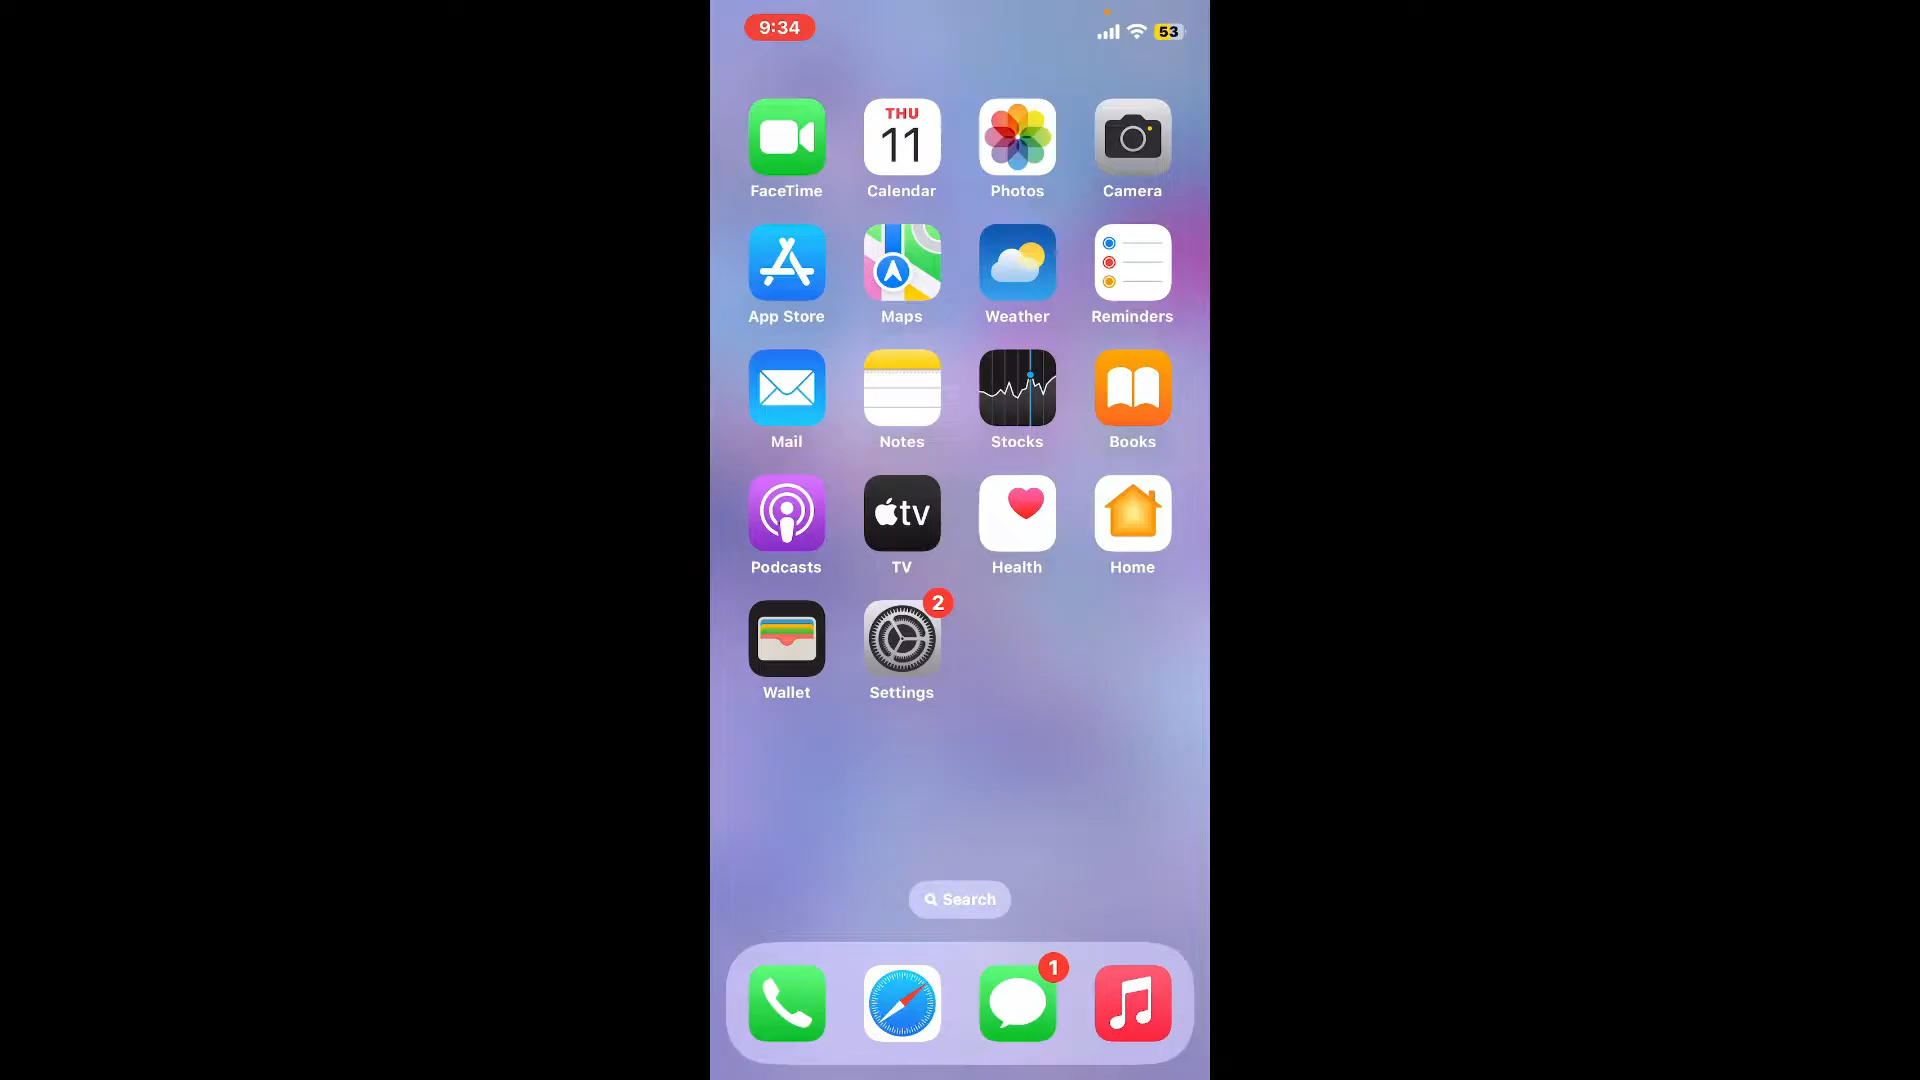 9:34
53
THU
11
FaceTime Calendar Photos Camera
App Store Maps Weather Reminders
Mail Notes Stocks Books
tv
Podcasts TV Health Home
2
Wallet Settings
Search
1